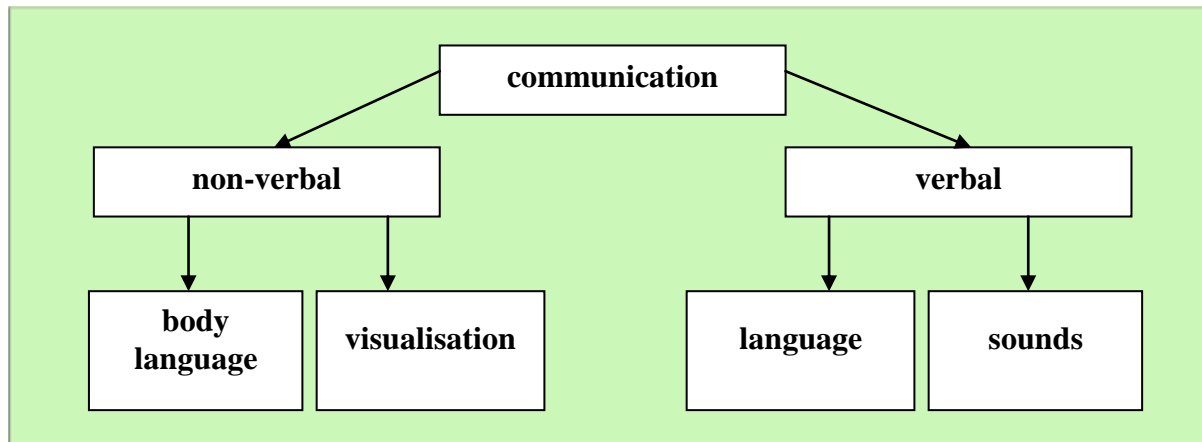 communication
non-verbal
verbal
body
language
visualisation
language
sounds